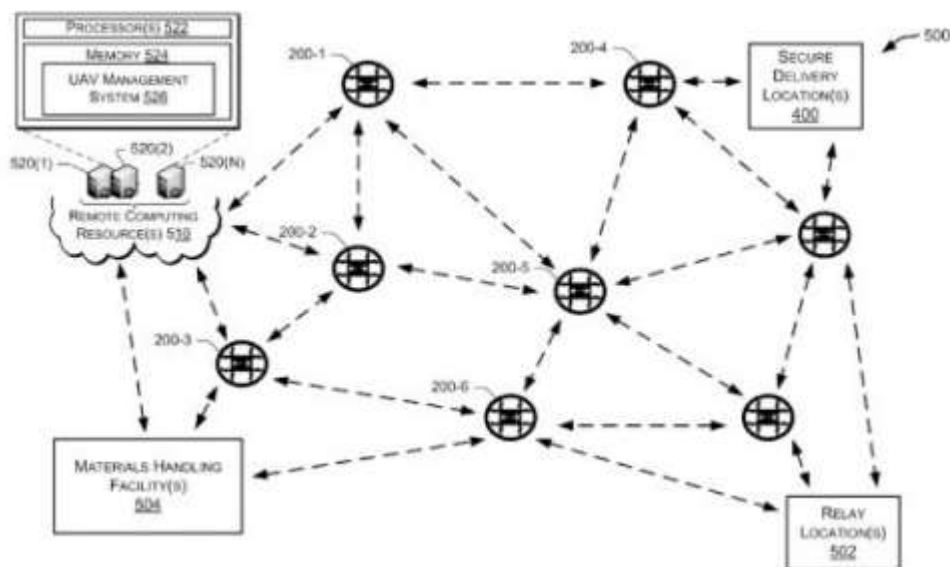 PROCESSOR(S) 522
MEMORY 524
UAV MANAGEMENT
SYSTEM 526
520(1)
520(2)
520(N)
REMOTE COMPUTING
RESOURCE(S) 510
200-1
200-4
500
SECURE
DELIVERY
LOCATION(S)
400
200-2
200-5
200-3
200-6
MATERIALS HANDLING
FACILITY(S)
504
RELAY
LOCATION(S)
502